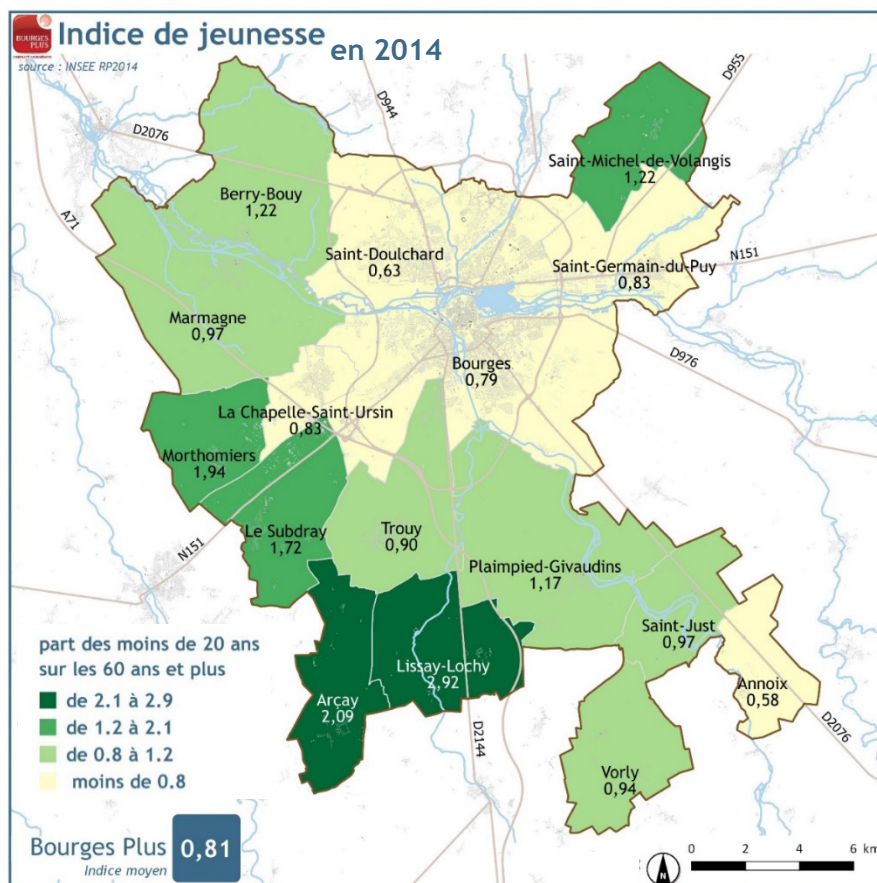 BOURGES
PLUS
Indice de jeunesse en 2014
source : INSEE RP2014
D944
D955
D2076
Saint-Michel-de-Volangis
1,22
Berry-Bouy
1,22
A71
Saint-Doulchard
0,63
N151
Saint-Germain-du-Puy
0,83
Marmagne
0,97
D976
Bourges
0,79
La Chapelle-Saint-Ursin
0,83
Morthomiers
1,94
Le Subdray
1,72
Trouy
0,90
N151
Plaimpied-Givaudins
1,17
Saint-Just
0,97
part des moins de 20 ans
sur les 60 ans et plus
de 2.1 à 2.9
de 1.2 à 2.1
de 0.8 à 1.2
moins de 0.8
Lissay-Lochy
2,92
Arçay
2,09
Annoix
0,58
D2076
D2144
Vorly
0,94
Bourges Plus 0,81
Indice moyen
N
0 2 4 6 km